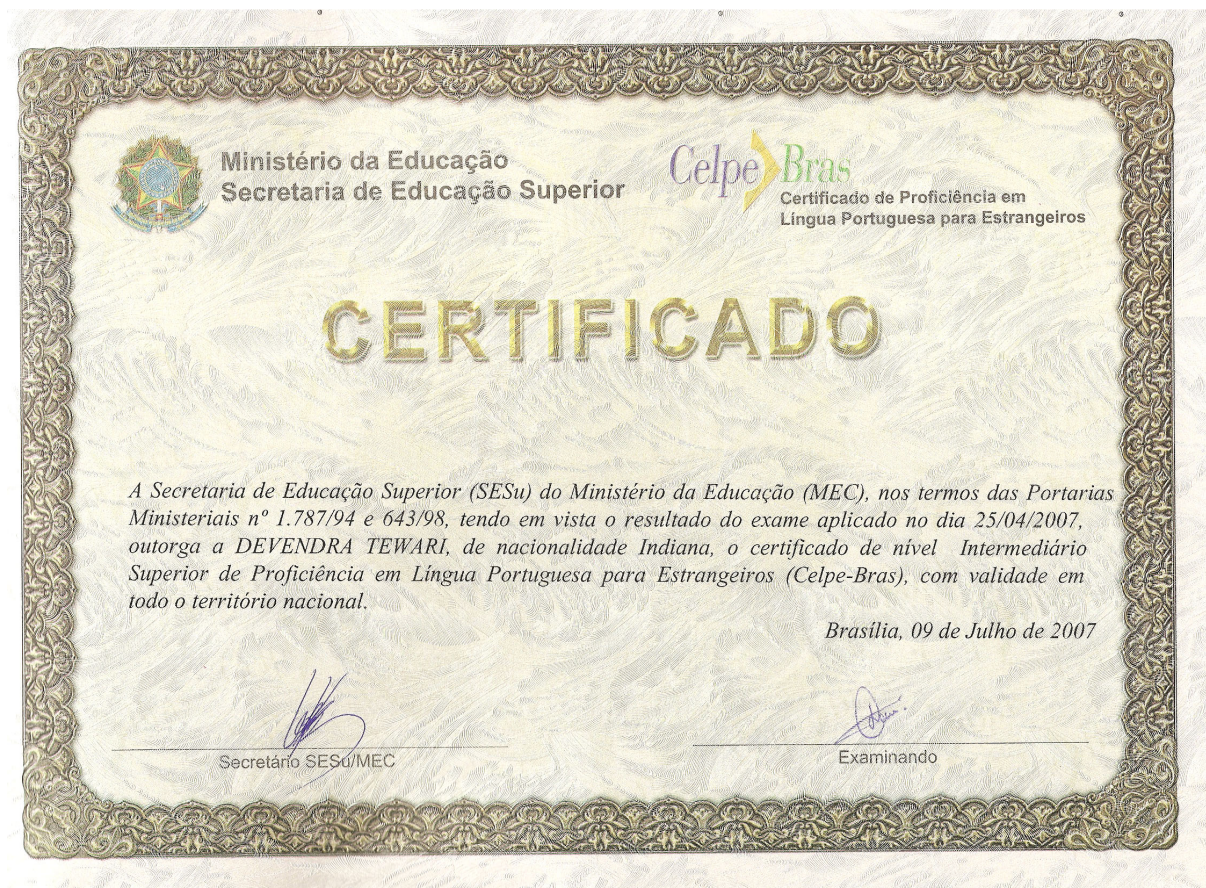 Ministério da Educação
Secretaria de Educação Superior
Celpe Bras
Certificado de Proficiência em
Língua Portuguesa para Estrangeiros
CERTIFICADO
A Secretaria de Educação Superior (SESu) do Ministério da Educação (MEC), nos termos das Portarias
Ministeriais nº 1.787/94 e 643/98, tendo em vista o resultado do exame aplicado no dia 25/04/2007,
outorga a DEVENDRA TEWARI, de nacionalidade Indiana, o certificado de nível Intermediário
Superior de Proficiência em Língua Portuguesa para Estrangeiros (Celpe-Bras), com validade em
todo o território nacional.
Brasília, 09 de Julho de 2007
Secretário SESu/MEC
Examinando